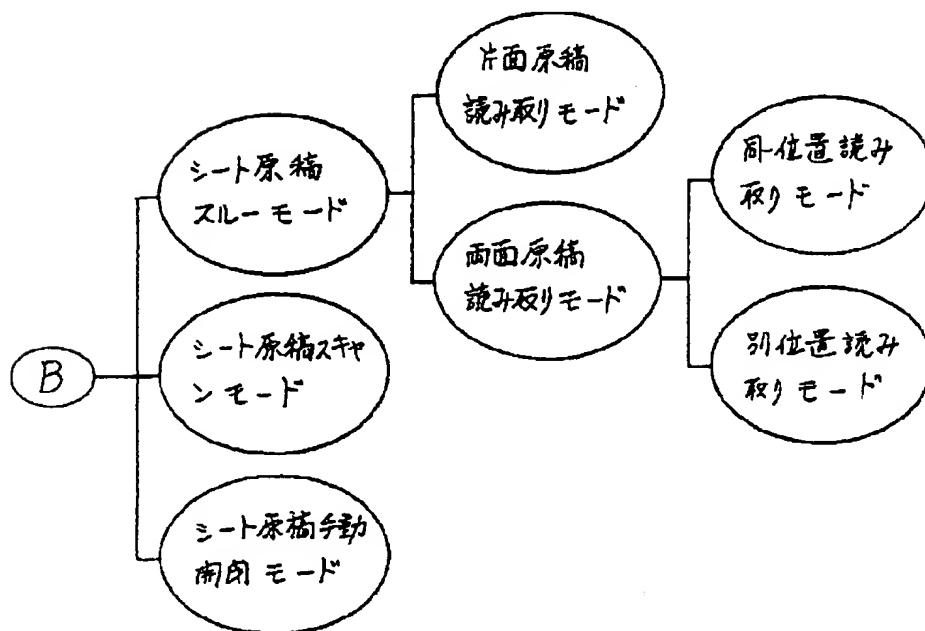 B
シート原稿
スルーモード
シート原稿スキャ
ンモード
シート原稿手動
開閉モード
片面原稿
読み取りモード
両面原稿
読み取りモード
同一位置読み
取りモード
別位置読み
取りモード